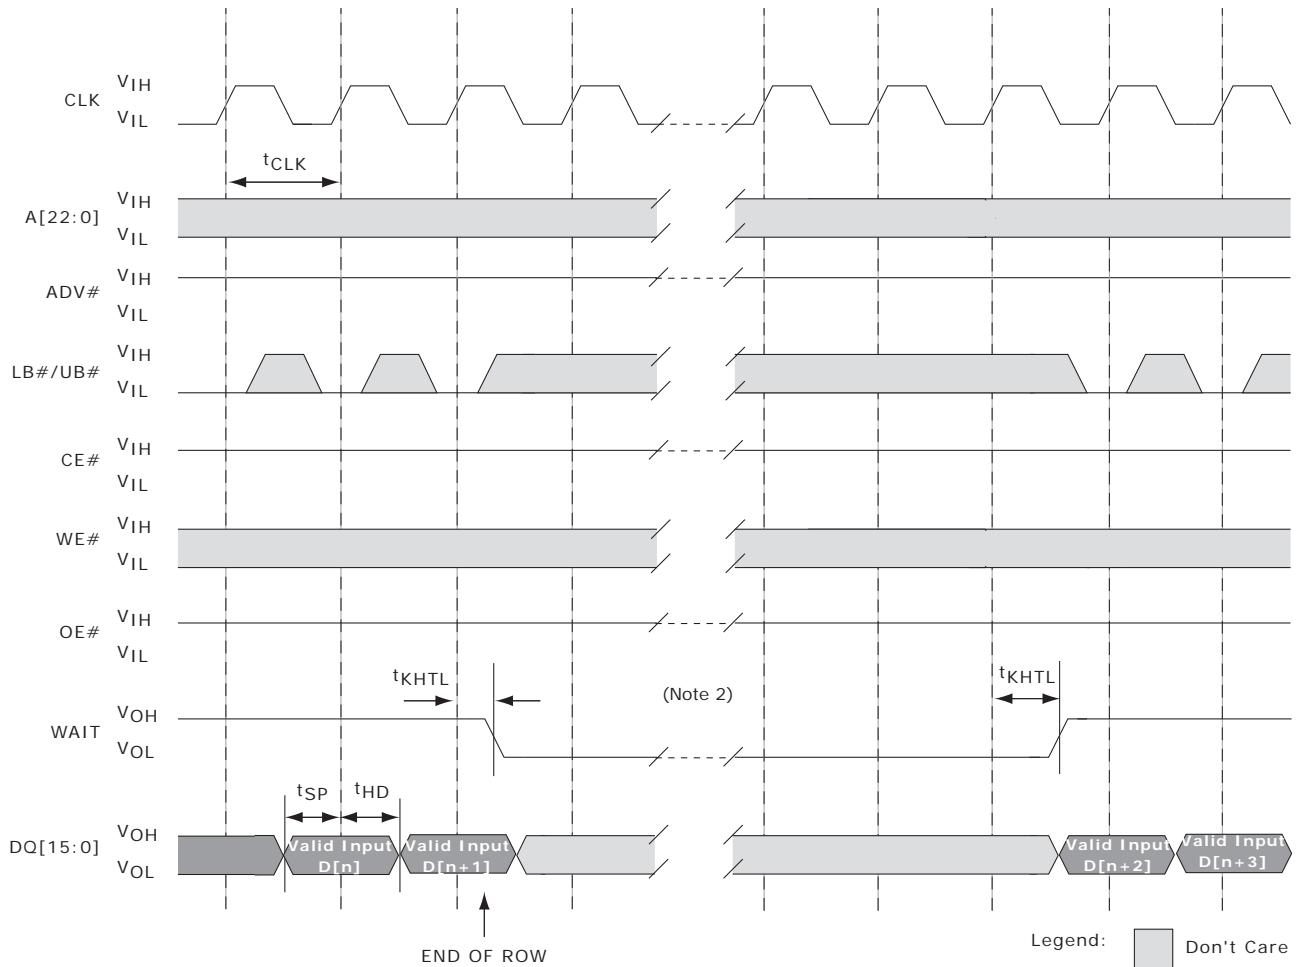 CLK VIH
VIL
tCLK
A[22:0] VIH
VIL
ADV# VIH
VIL
LB#/UB# VIH
VIL
CE# VIH
VIL
WE# VIH
VIL
OE# VIH
VIL
tKHTL (Note 2) tKHTL
WAIT VOH
VOL
tSP tHD
DQ[15:0] VOH
VOL
Valid Input
D[n]
Valid Input
D[n+1]
Valid Input
D[n+2]
Valid Input
D[n+3]
END OF ROW
Legend: Don't Care